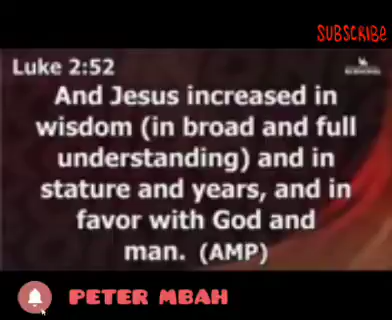 SUBSCRIBE
Luke 2:52
And Jesus increased in
wisdom (in broad and full
understanding) and in
stature and years, and in
favor with God and
man. (AMP)
PETER MBAH